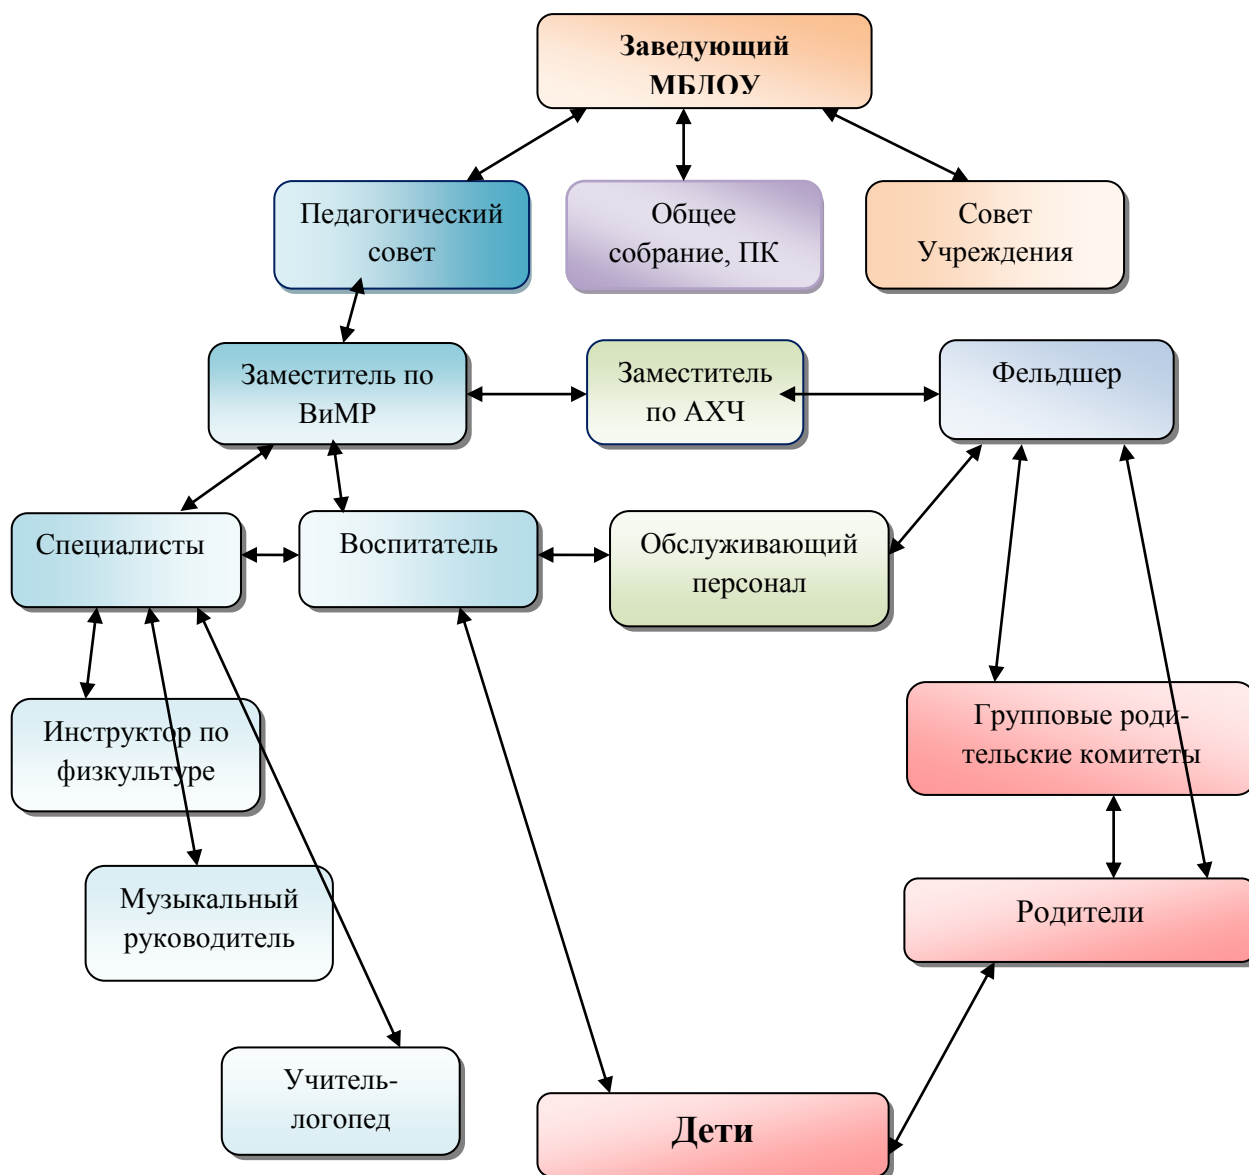 Заведующий
МБДОУ
Педагогический
совет
Общее
собрание, ПК
Совет
Учреждения
Заместитель по
ВиМР
Заместитель
по АХЧ
Фельдшер
Специалисты
Воспитатель
Обслуживающий
персонал
Инструктор по
физкультуре
Групповые роди-
тельские комитеты
Музыкальный
руководитель
Родители
Учитель-
логопед
Дети